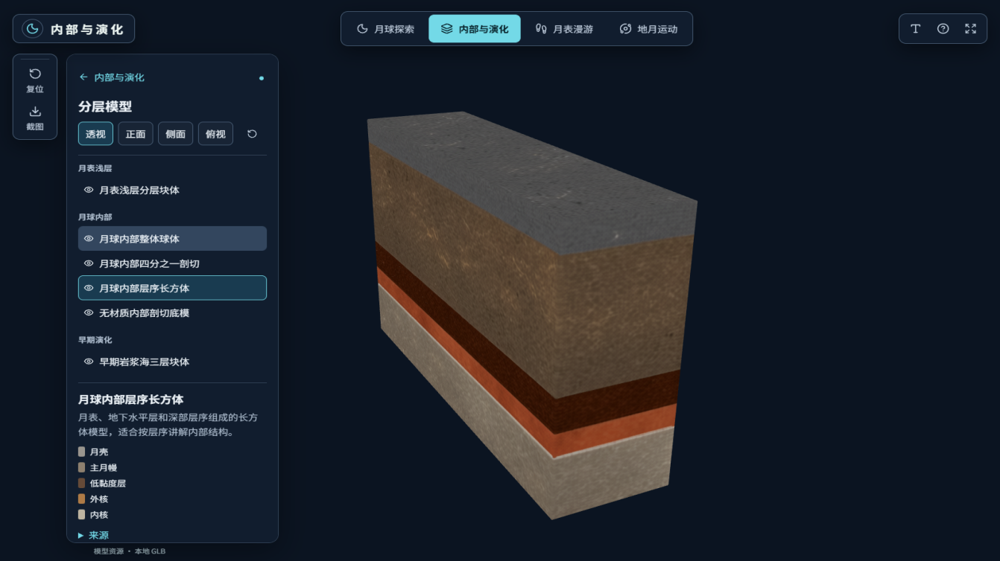 内部与演化
月球探索
内部与演化
月表漫游
地月运动
复位
截图
内部与演化
分层模型
透视
正面
侧面
俯视
月表浅层
月表浅层分层块体
月球内部
月球内部整体球体
月球内部四分之一剖切
月球内部层序长方体
无材质内部剖切底模
早期演化
早期岩浆海三层块体
月球内部层序长方体
月表、地下水平层和深部层序组成的长方
体模型，适合按层序讲解内部结构。
月壳
主月幔
低黏度层
外核
内核
来源
模型资源 • 本地 GLB